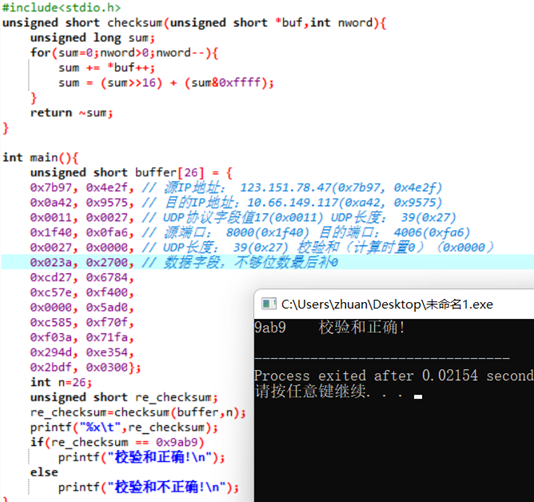 #include<stdio.h>
unsigned short checksum(unsigned short *buf,int nword){
    unsigned long sum;
    for(sum=0;nword>0;nword--){
        sum += *buf++;
        sum = (sum>>16) + (sum&0xffff);
    }
    return ~sum;
}

int main(){
    unsigned short buffer[26] = {
    0x7b97, 0x4e2f, // 源IP地址： 123.151.78.47(0x7b97, 0x4e2f)
    0x0a42, 0x9575, // 目的IP地址：10.66.149.117(0xa42, 0x9575)
    0x0011, 0x0027, // UDP协议字段值17(0x0011) UDP长度： 39(0x27)
    0x1f40, 0x0fa6, // 源端口： 8000(0x1f40) 目的端口： 4006(0xfa6)
    0x0027, 0x0000, // UDP长度： 39(0x27) 校验和（计算时置0）（0x0000）
    0x023a, 0x2700, // 数据字段，不够位数最后补0
    0xcd27, 0x6784,
    0xc57e, 0xf400,
    0x0000, 0x5ad0,
    0xc585, 0xf70f,
    0xf03a, 0x71fa,
    0x294d, 0xe354,
    0x2bdf, 0x0300};
    int n=26;
    unsigned short re_checksum;
    re_checksum=checksum(buffer,n);
    printf("%x\t",re_checksum);
    if(re_checksum == 0x9ab9)
        printf("校验和正确!\n");
    else
        printf("校验和不正确!\n");
}
C:\Users\zhuan\Desktop\未命名1.exe
9ab9    校验和正确!
--------------------------------
Process exited after 0.02154 second
请按任意键继续. . .